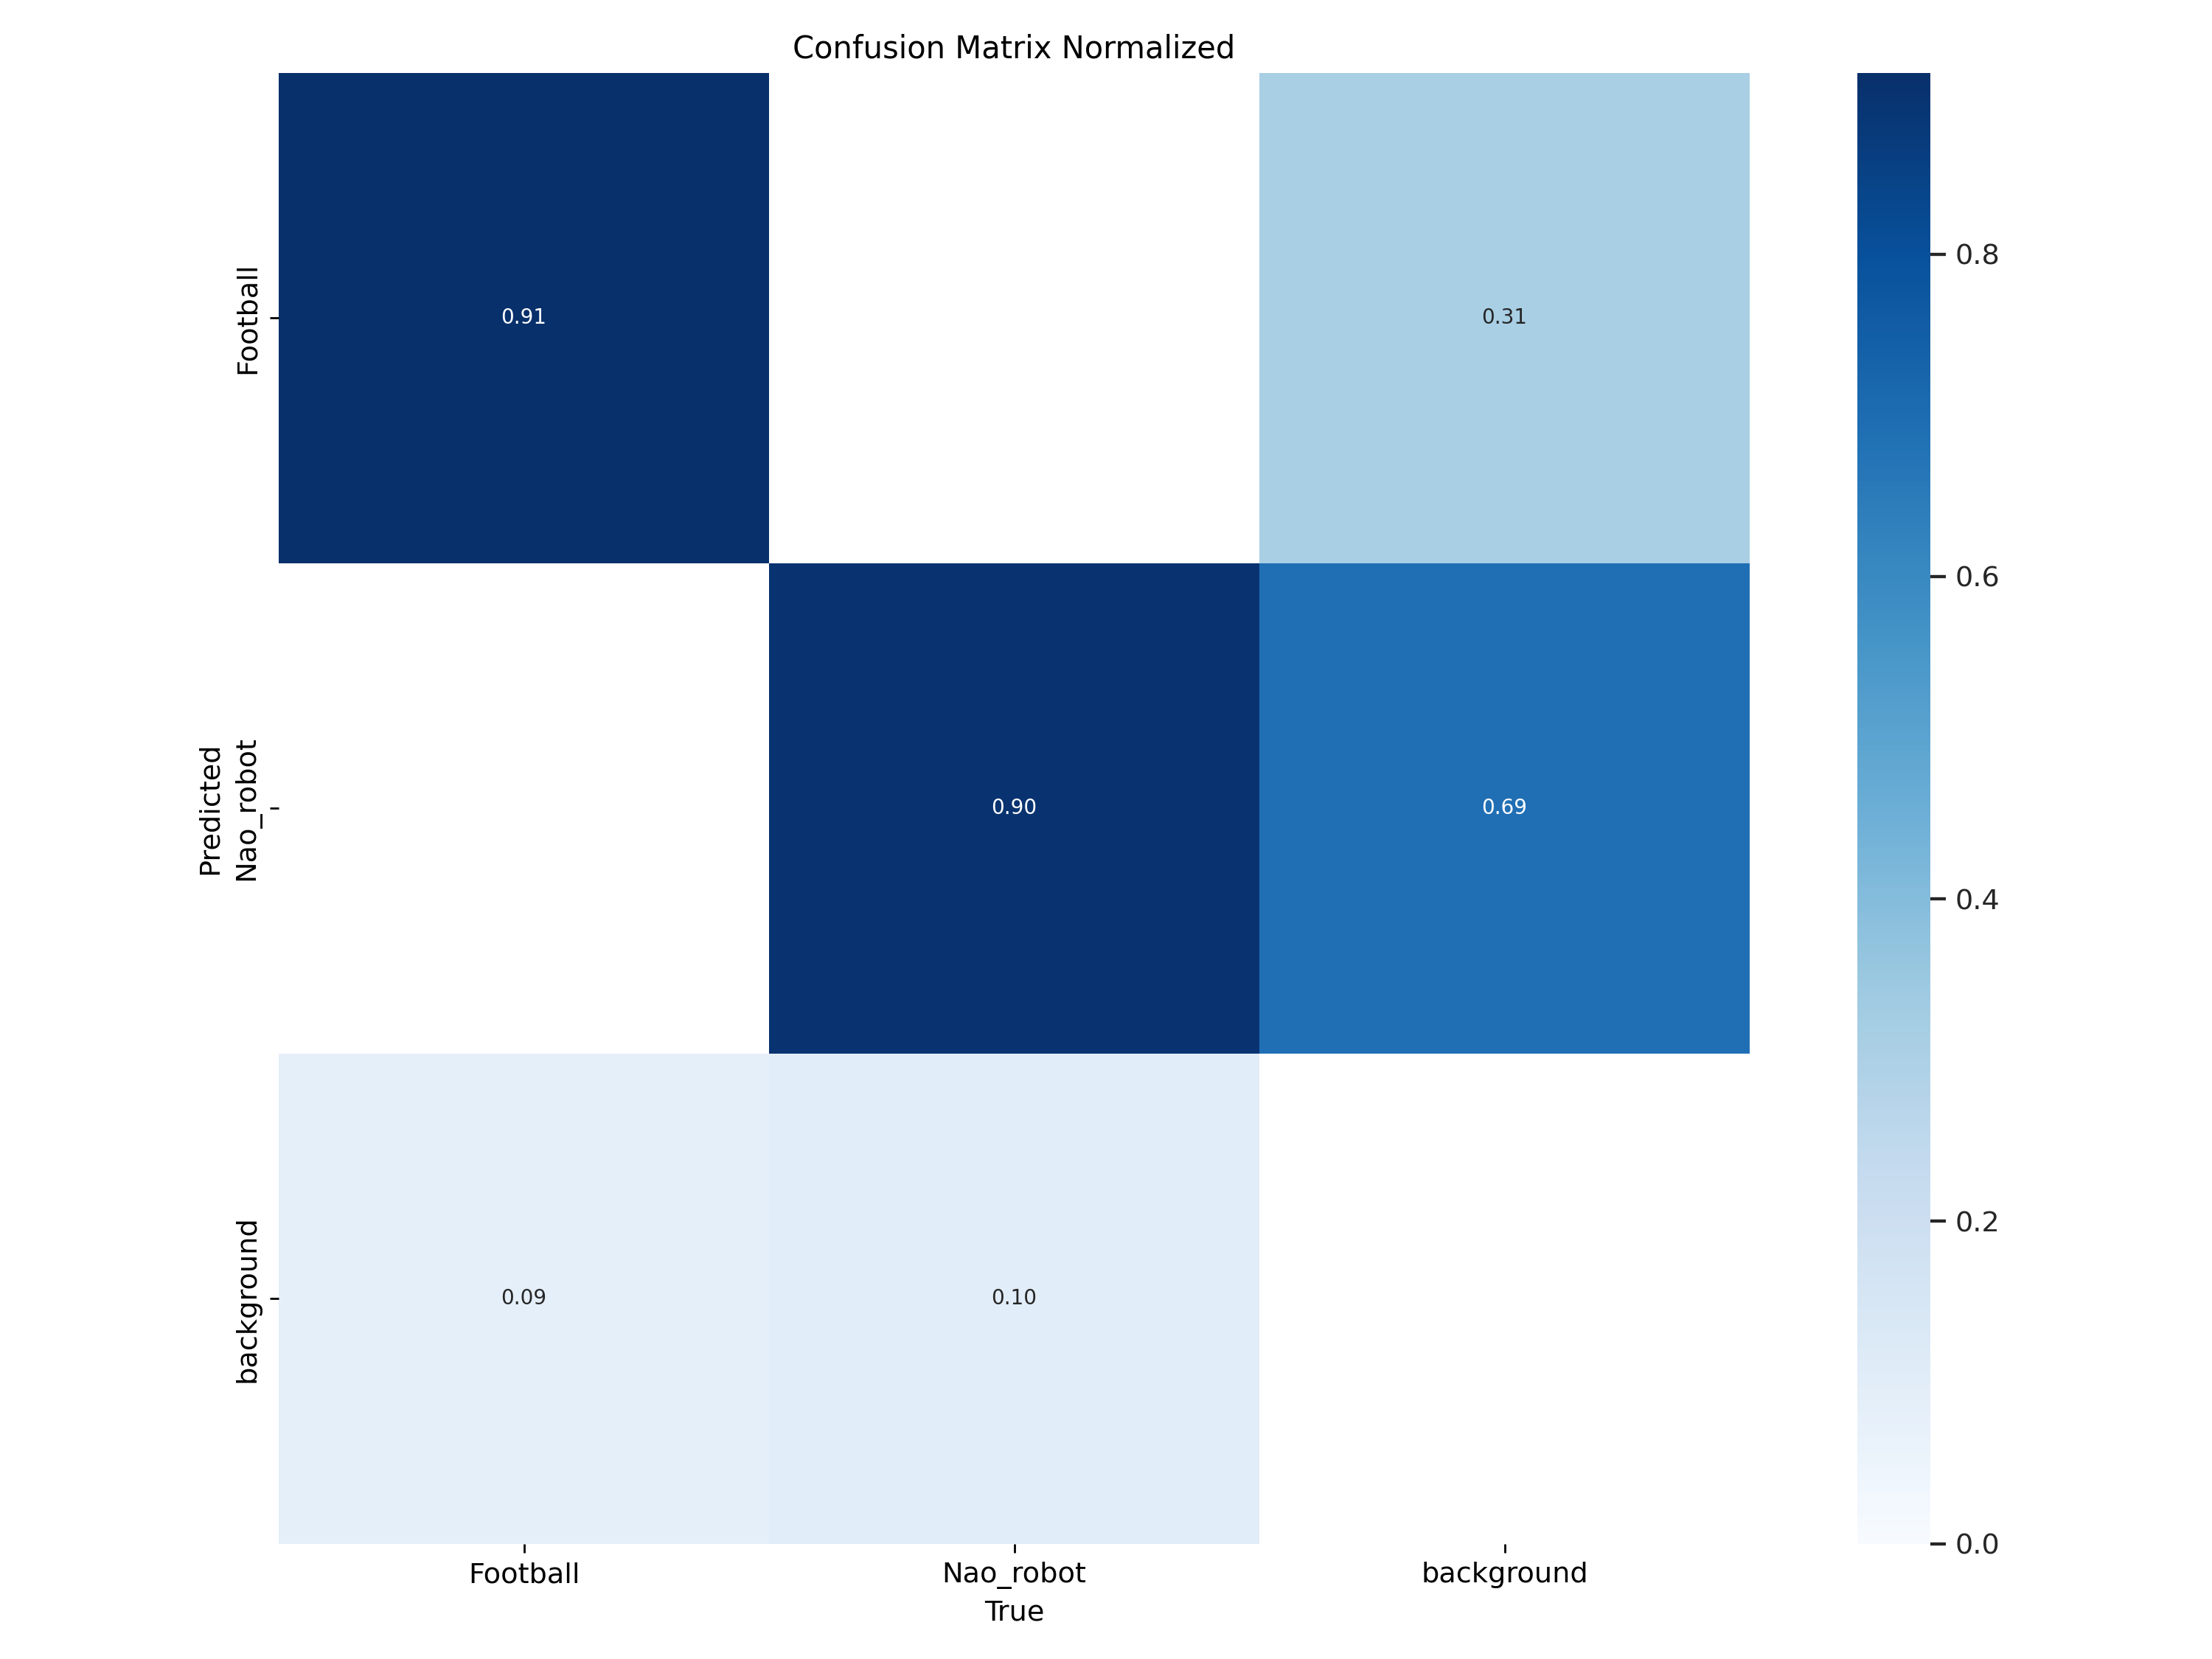 Confusion Matrix Normalized
Football
0.91
0.31
0.8
0.6
Predicted
Nao_robot
0.90
0.69
0.4
background
0.09
0.10
0.2
0.0
Football
Nao_robot
background
True